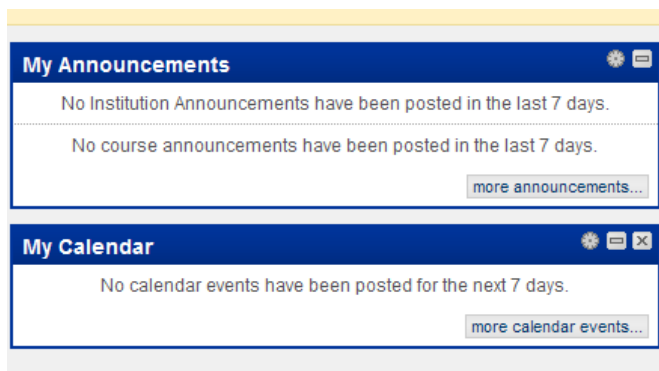 My Announcements
No Institution Announcements have been posted in the last 7 days.
No course announcements have been posted in the last 7 days.
more announcements...
My Calendar
No calendar events have been posted for the next 7 days.
more calendar events...